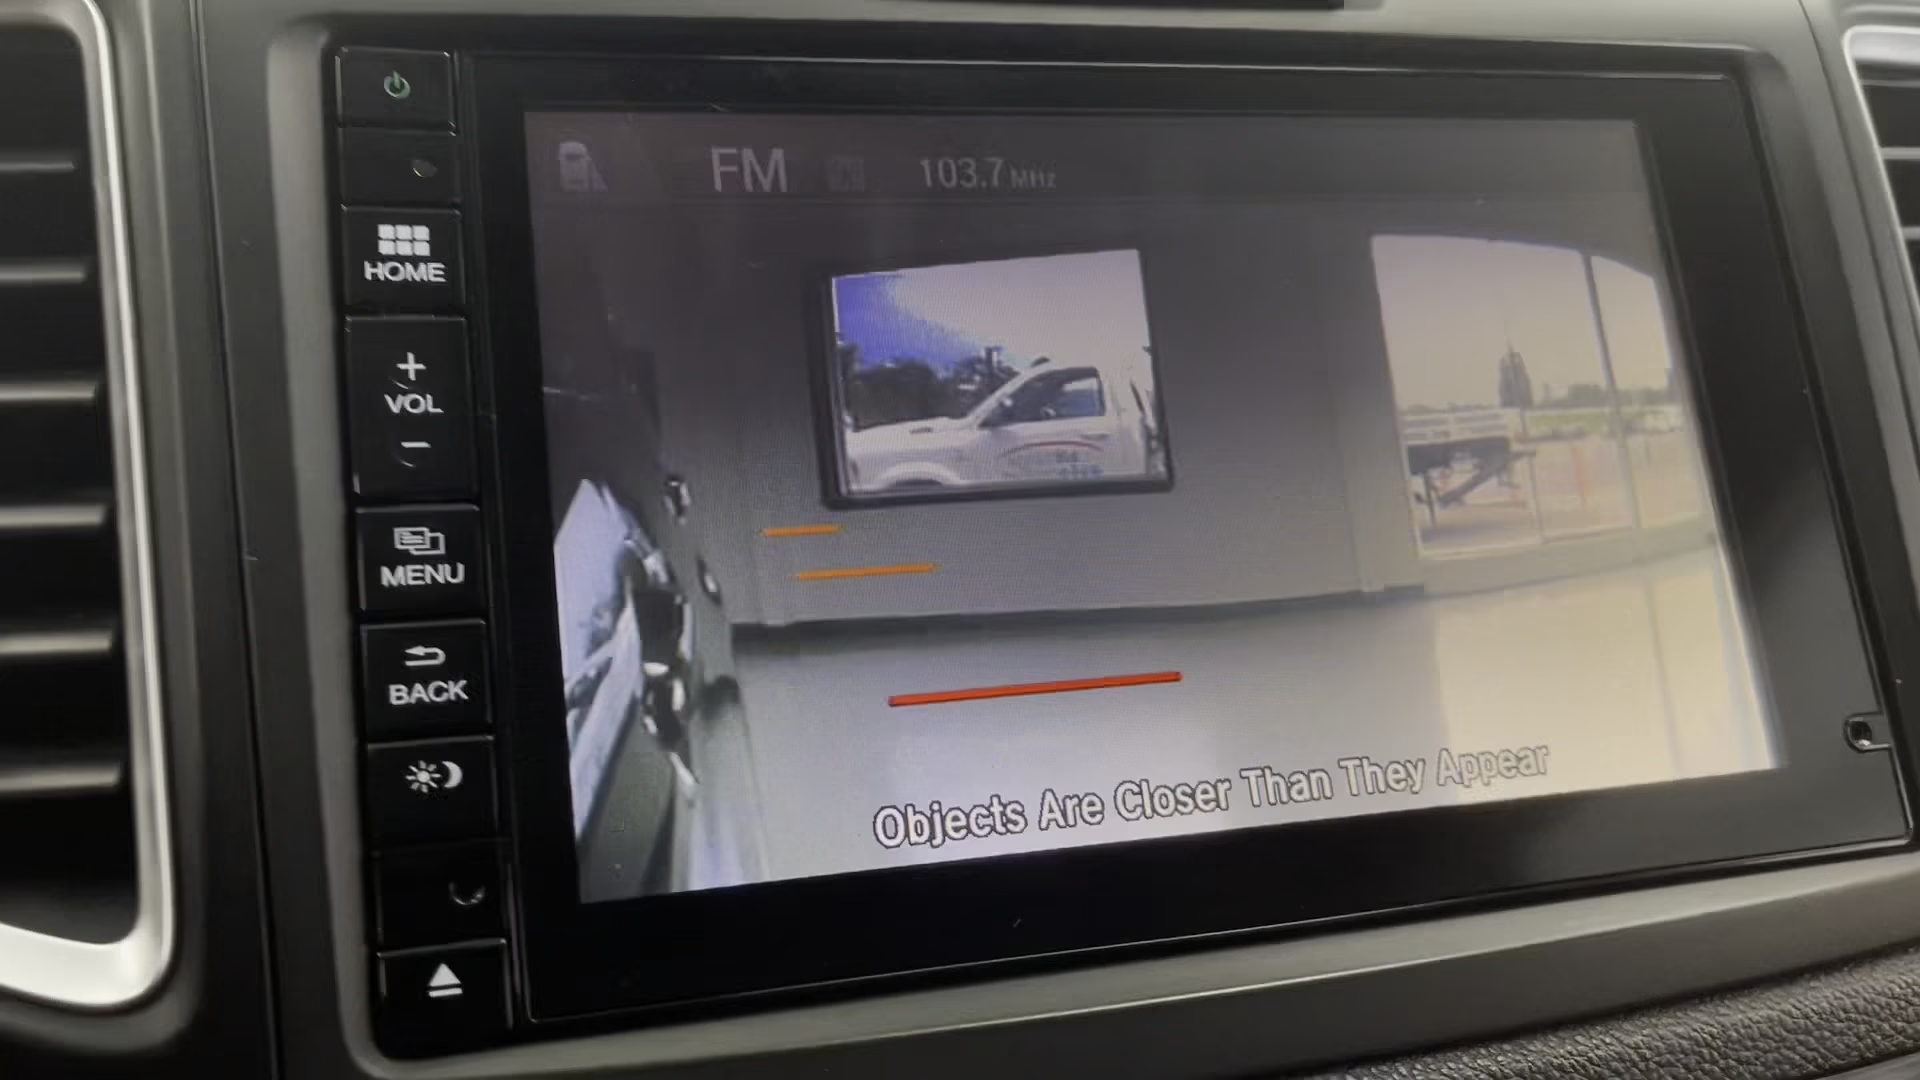 FM 103.7 MHz
HOME
VOL
MENU
BACK
Objects Are Closer Than They Appear